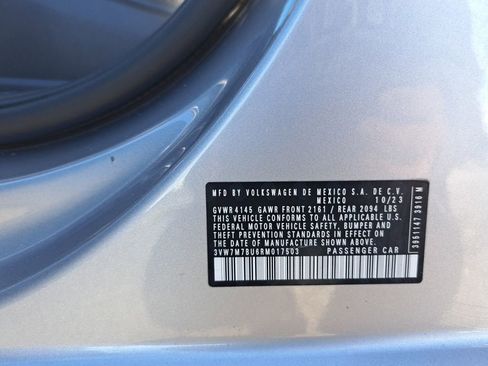 MFD BY VOLKSWAGEN DE MEXICO S.A. DE C.V.
MEXICO 10/23
GVWR 4145 GAWR FRONT 2161 / REAR 2094 LBS
THIS VEHICLE CONFORMS TO ALL APPLICABLE U.S.
FEDERAL MOTOR VEHICLE SAFETY, BUMPER AND
THEFT PREVENTION STANDARDS IN EFFECT ON
THE DATE OF MANUFACTURE SHOWN ABOVE.
3VW7M7BU6RM017503 PASSENGER CAR
3951147 3916 M